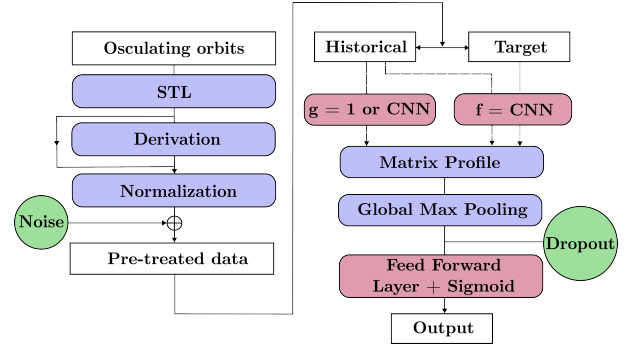 Osculating orbits
STL
Derivation
Normalization
Noise
Pre-treated data
Historical
Target
g = 1 or CNN
f = CNN
Matrix Profile
Global Max Pooling
Dropout
Feed Forward
Layer + Sigmoid
Output